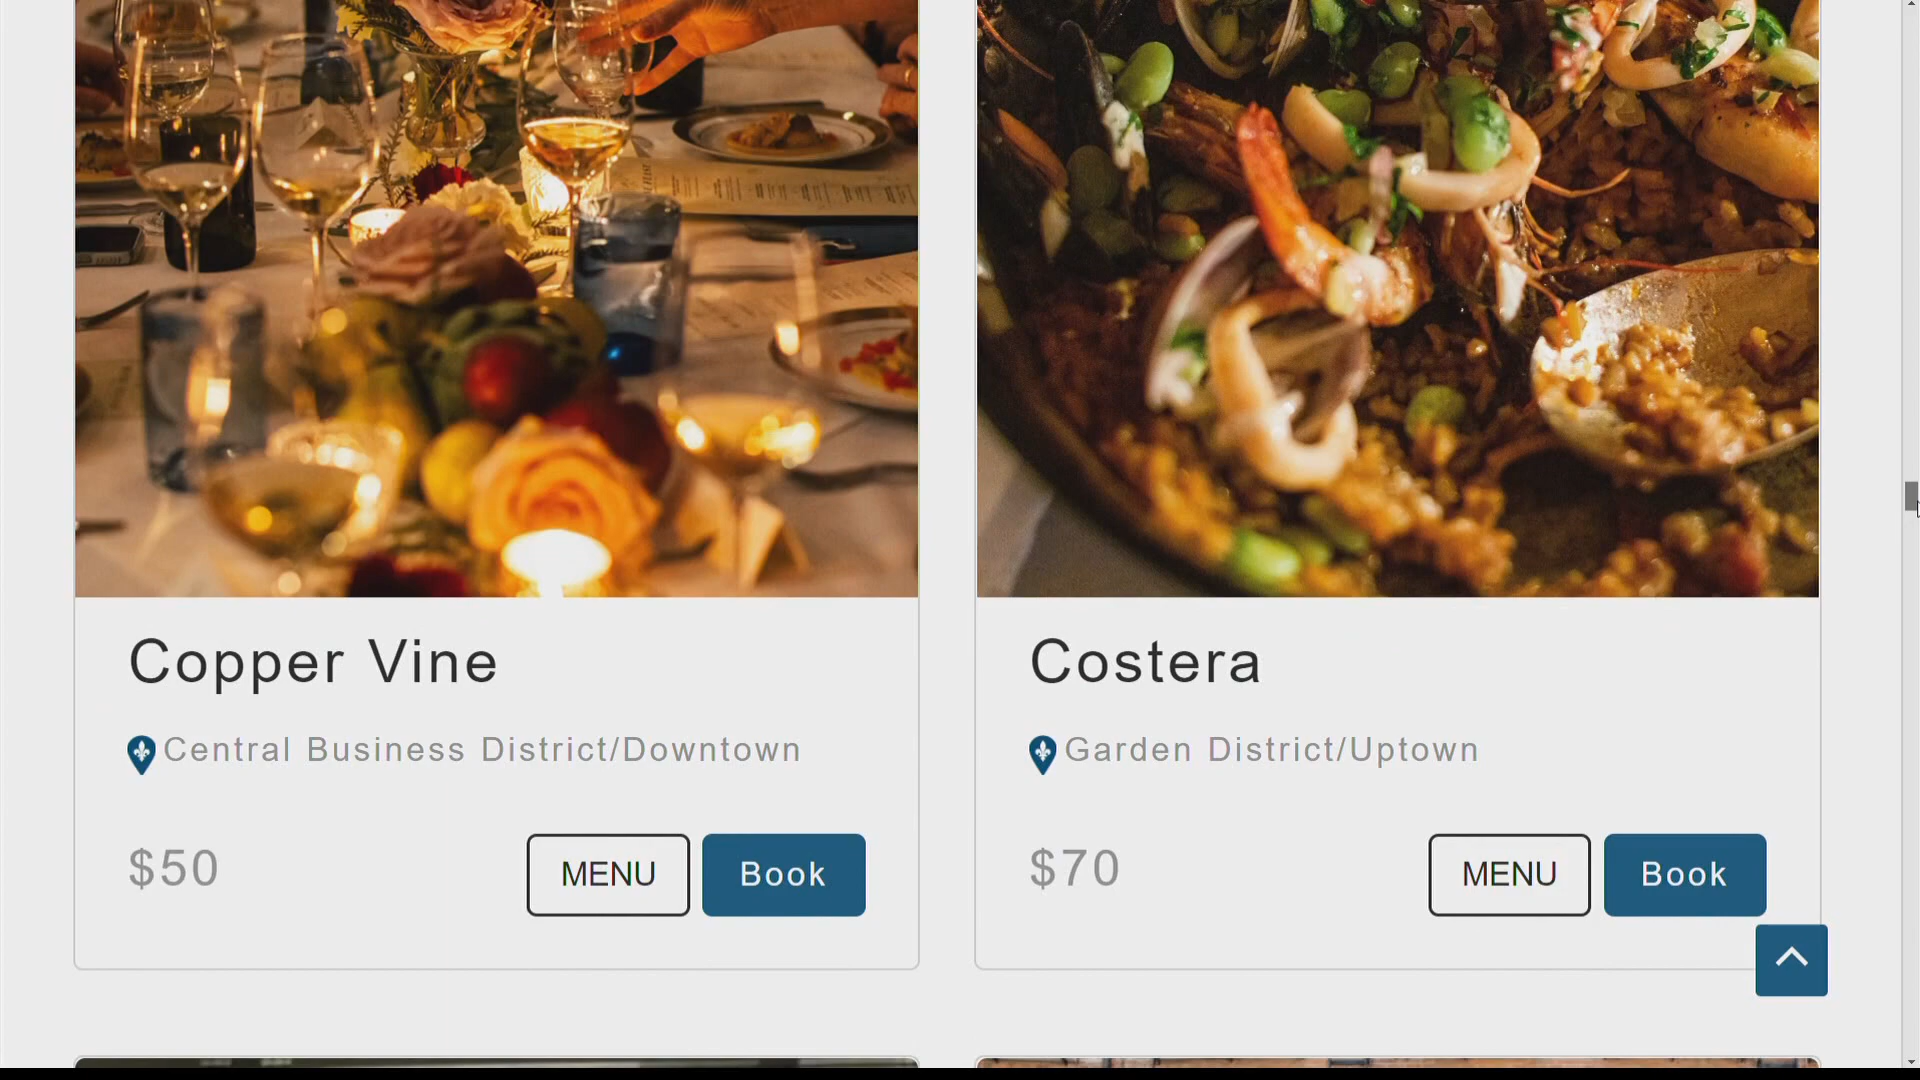 Copper Vine
Central Business District/Downtown
$50
MENU
Book
Costera
Garden District/Uptown
$70
MENU
Book